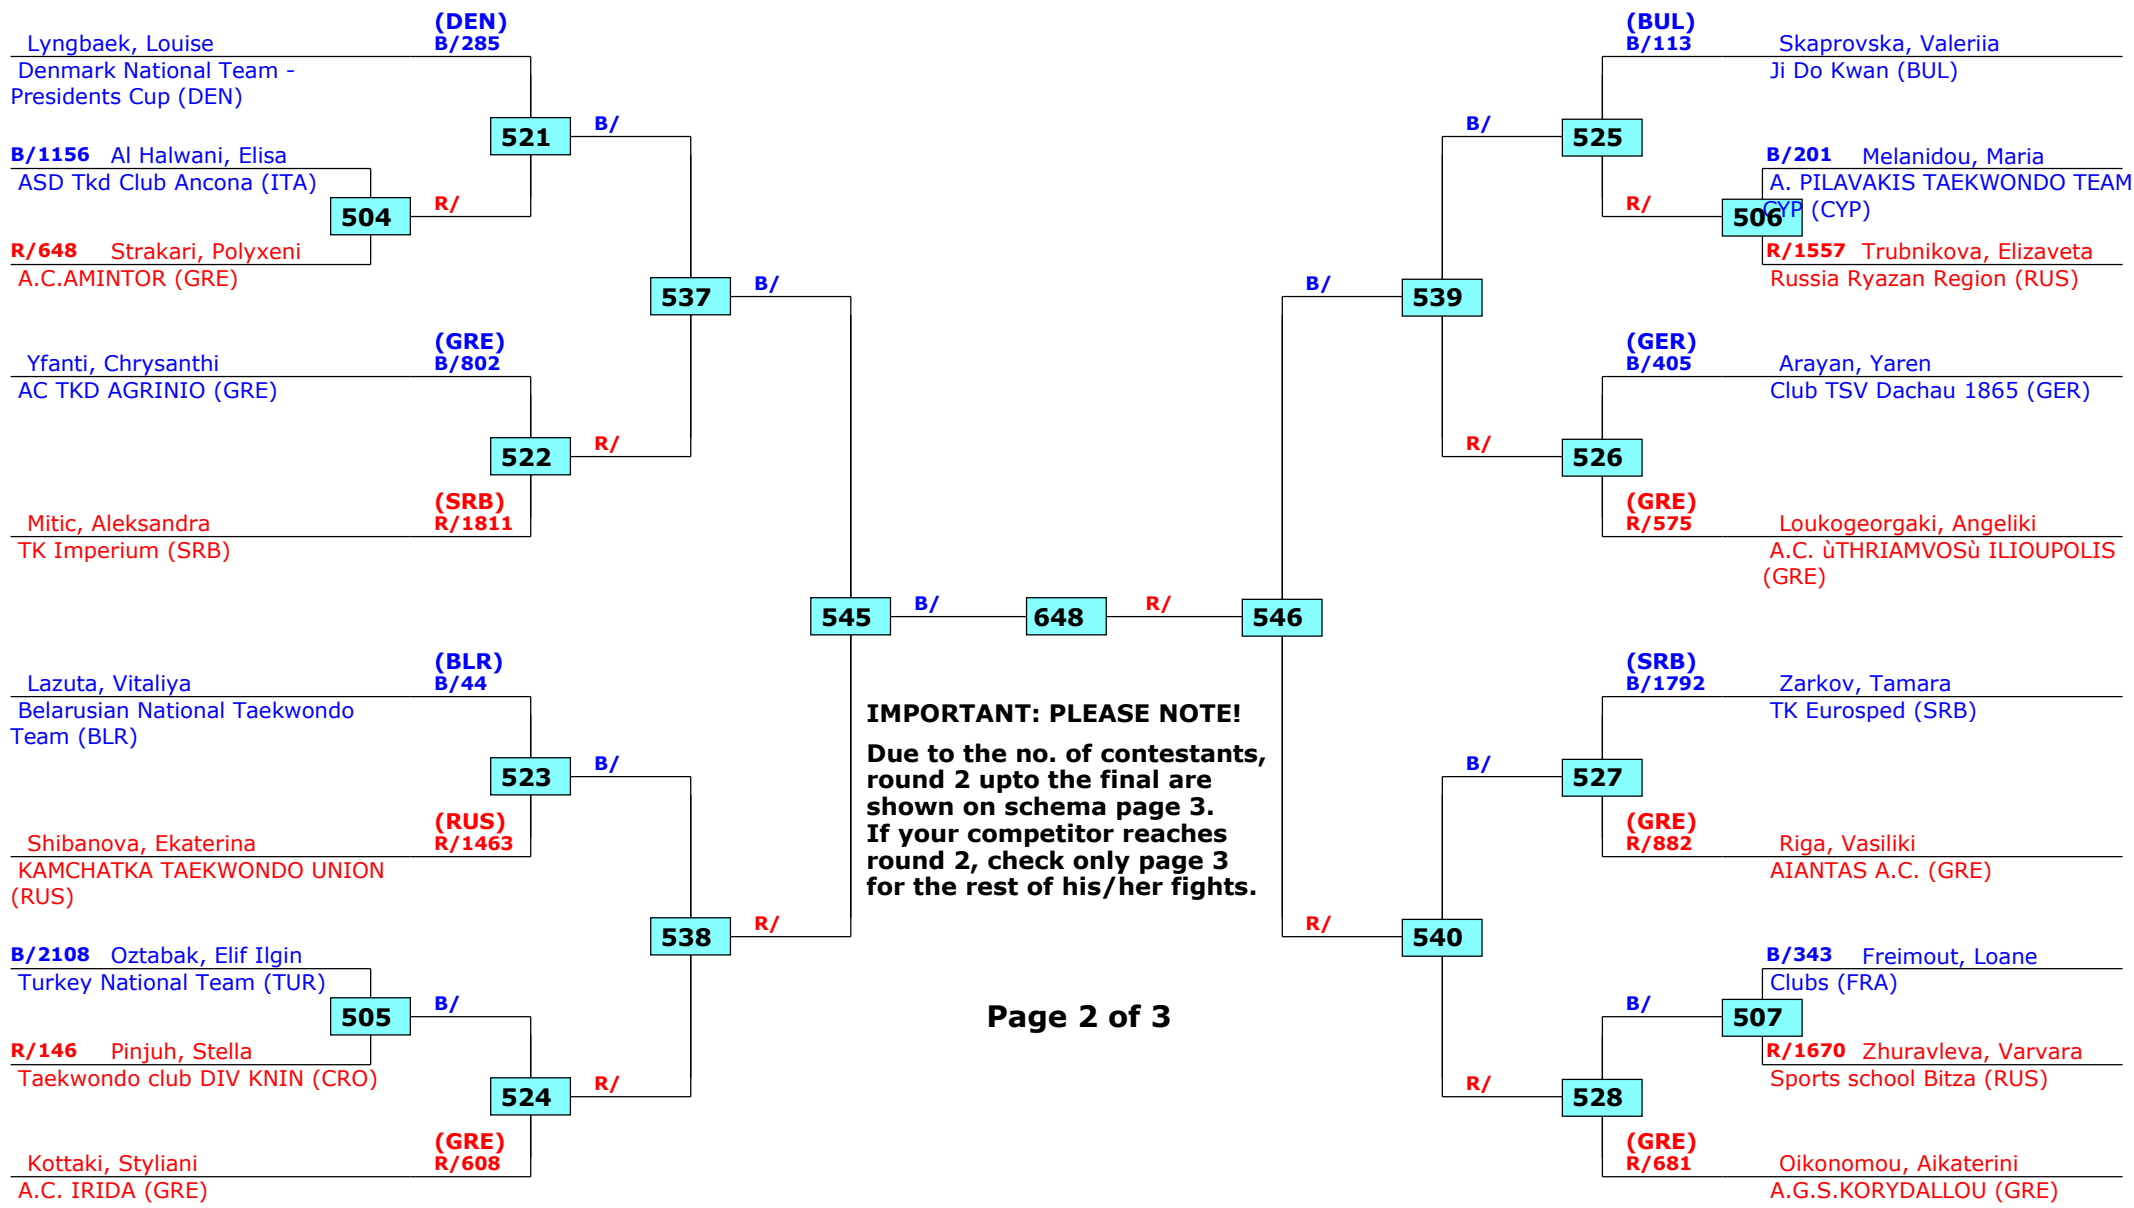 (DEN)
Lyngbaek, Louise B/285
Denmark National Team -
Presidents Cup (DEN)
521
B/
B/1156 Al Halwani, Elisa
ASD Tkd Club Ancona (ITA)
504
R/
R/648 Strakari, Polyxeni
A.C.AMINTOR (GRE)
537
B/
(GRE)
Yfanti, Chrysanthi B/802
AC TKD AGRINIO (GRE)
522
R/
(SRB)
Mitic, Aleksandra R/1811
TK Imperium (SRB)
545
B/
648
R/
546
(BLR)
Lazuta, Vitaliya B/44
Belarusian National Taekwondo
Team (BLR)
523
B/
(RUS)
Shibanova, Ekaterina R/1463
KAMCHATKA TAEKWONDO UNION
(RUS)
538
R/
B/2108 Oztabak, Elif Ilgin
Turkey National Team (TUR)
505
B/
R/146 Pinjuh, Stella
Taekwondo club DIV KNIN (CRO)
524
R/
(GRE)
Kottaki, Styliani R/608
A.C. IRIDA (GRE)
IMPORTANT: PLEASE NOTE!
Due to the no. of contestants,
round 2 upto the final are
shown on schema page 3.
If your competitor reaches
round 2, check only page 3
for the rest of his/her fights.
Page 2 of 3
(BUL)
B/113 Skaprovska, Valeriia
Ji Do Kwan (BUL)
B/
525
B/201 Melanidou, Maria
A. PILAVAKIS TAEKWONDO TEAM
CYP (CYP)
R/
506
R/1557 Trubnikova, Elizaveta
Russia Ryazan Region (RUS)
B/
539
(GER)
B/405 Arayan, Yaren
Club TSV Dachau 1865 (GER)
R/
526
(GRE)
R/575 Loukogeorgaki, Angeliki
A.C. ùTHRIAMVOSù ILIOUPOLIS
(GRE)
(SRB)
B/1792 Zarkov, Tamara
TK Eurosped (SRB)
B/
527
(GRE)
R/882 Riga, Vasiliki
AIANTAS A.C. (GRE)
R/
540
B/343 Freimout, Loane
Clubs (FRA)
B/
507
R/1670 Zhuravleva, Varvara
Sports school Bitza (RUS)
R/
528
(GRE)
R/681 Oikonomou, Aikaterini
A.G.S.KORYDALLOU (GRE)